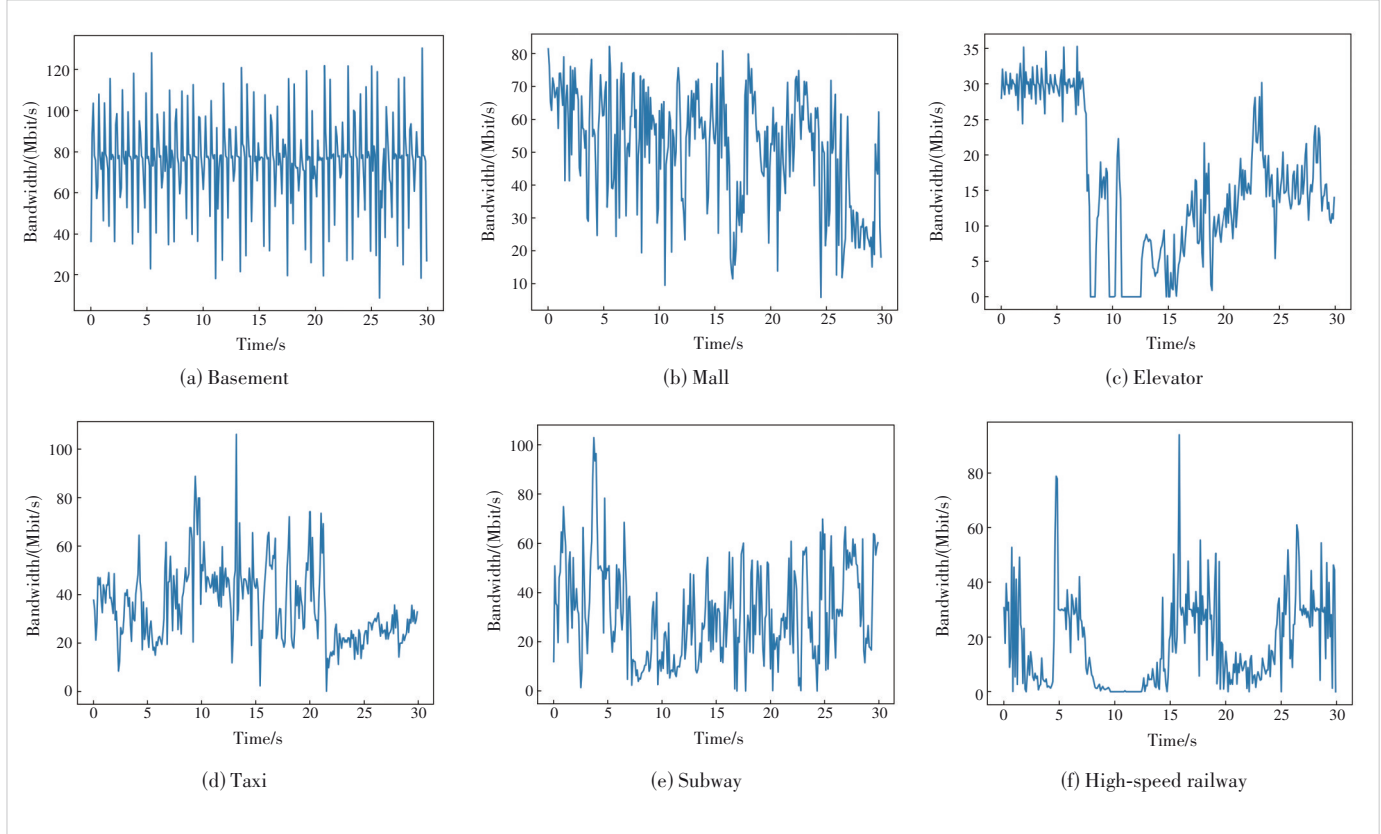 120
100
80
60
40
20
Bandwidth/(Mbit/s)
0 5 10 15 20 25 30
Time/s
(a) Basement
80
70
60
50
40
30
20
10
Bandwidth/(Mbit/s)
0 5 10 15 20 25 30
Time/s
(b) Mall
35
30
25
20
15
10
5
0
Bandwidth/(Mbit/s)
0 5 10 15 20 25 30
Time/s
(c) Elevator
100
80
60
40
20
0
Bandwidth/(Mbit/s)
0 5 10 15 20 25 30
Time/s
(d) Taxi
100
80
60
40
20
0
Bandwidth/(Mbit/s)
0 5 10 15 20 25 30
Time/s
(e) Subway
80
60
40
20
0
Bandwidth/(Mbit/s)
0 5 10 15 20 25 30
Time/s
(f) High-speed railway